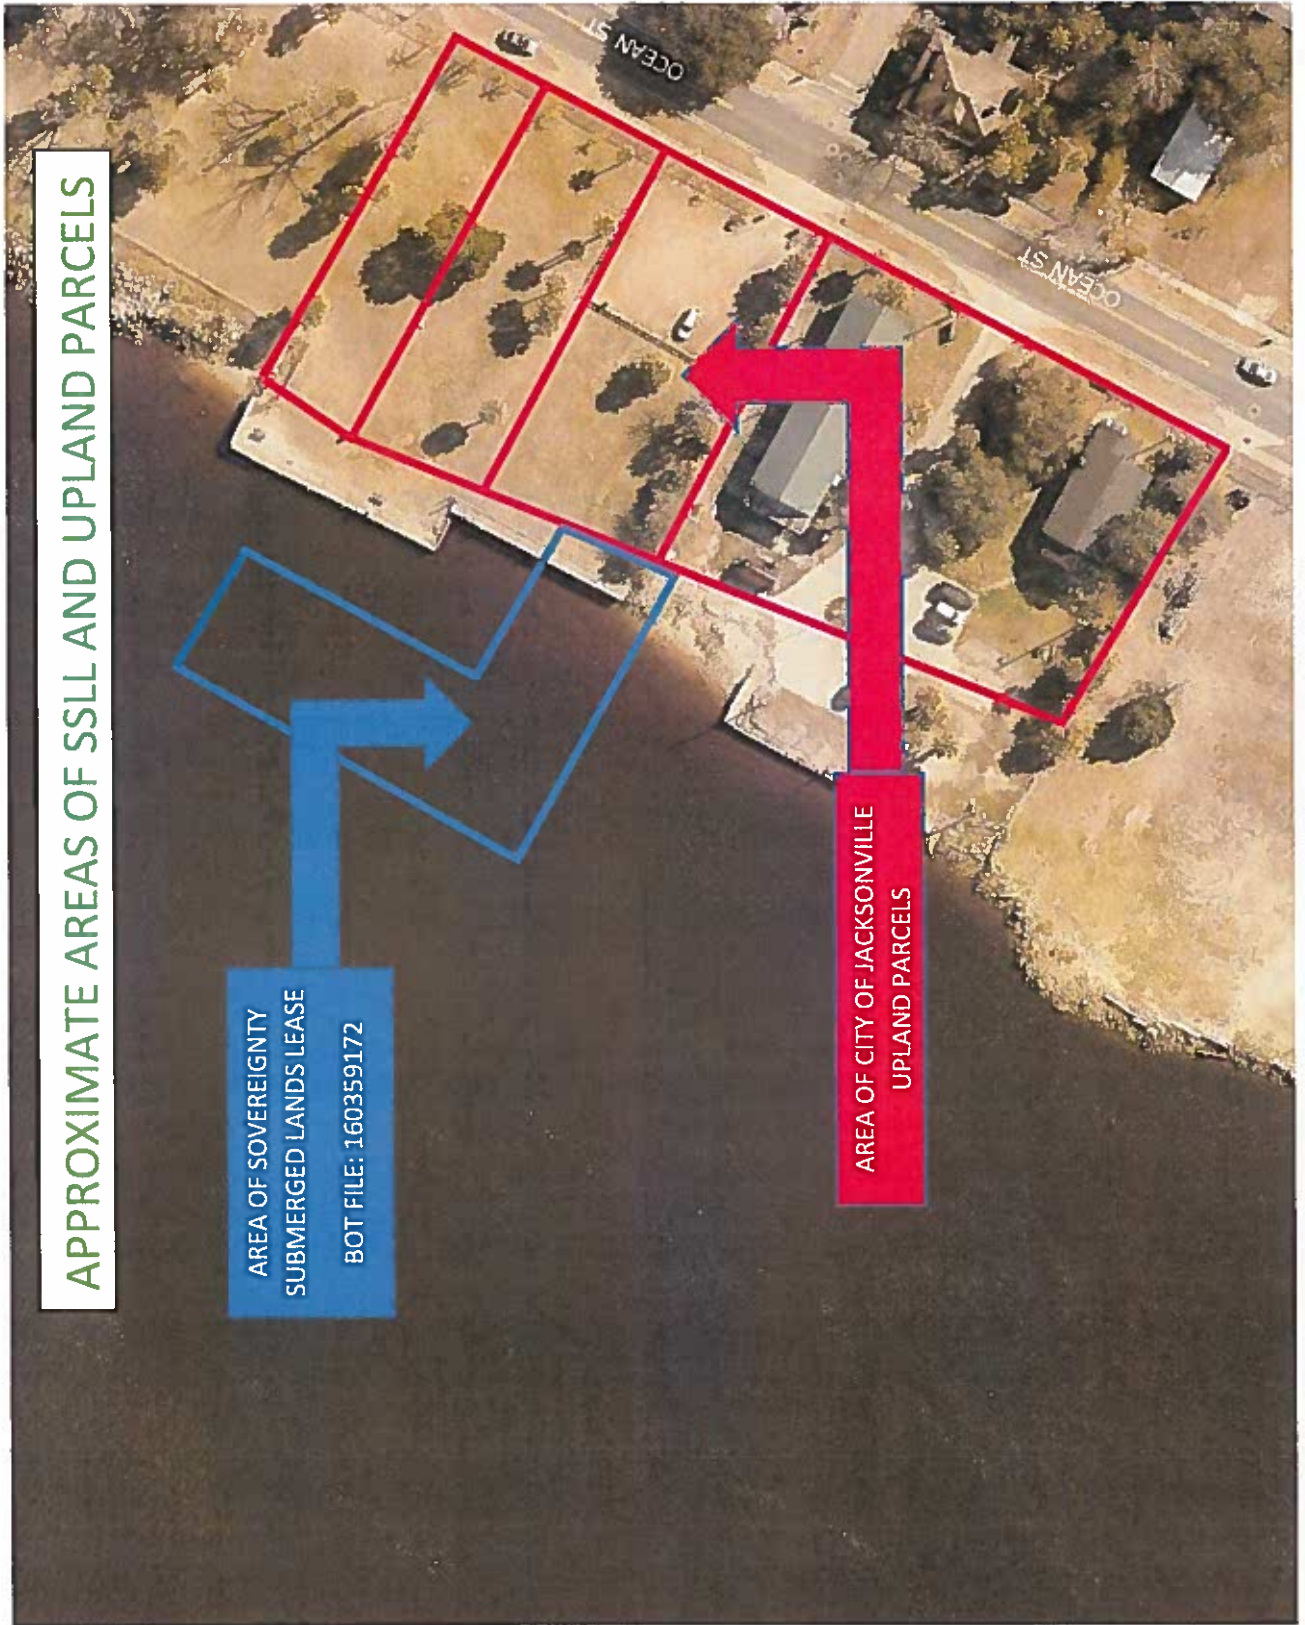 APPROXIMATE AREAS OF SSLL AND UPLAND PARCELS
AREA OF SOVEREIGNTY
SUBMERGED LANDS LEASE
BOT FILE: 160359172
AREA OF CITY OF JACKSONVILLE
UPLAND PARCELS
OCEAN ST
OCEAN ST